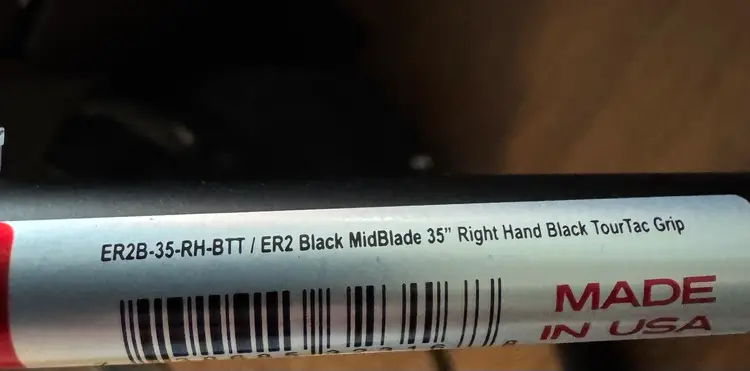 ER2B-35-RH-BTT / ER2 Black MidBlade 35” Right Hand Black TourTac Grip
MADE
IN USA